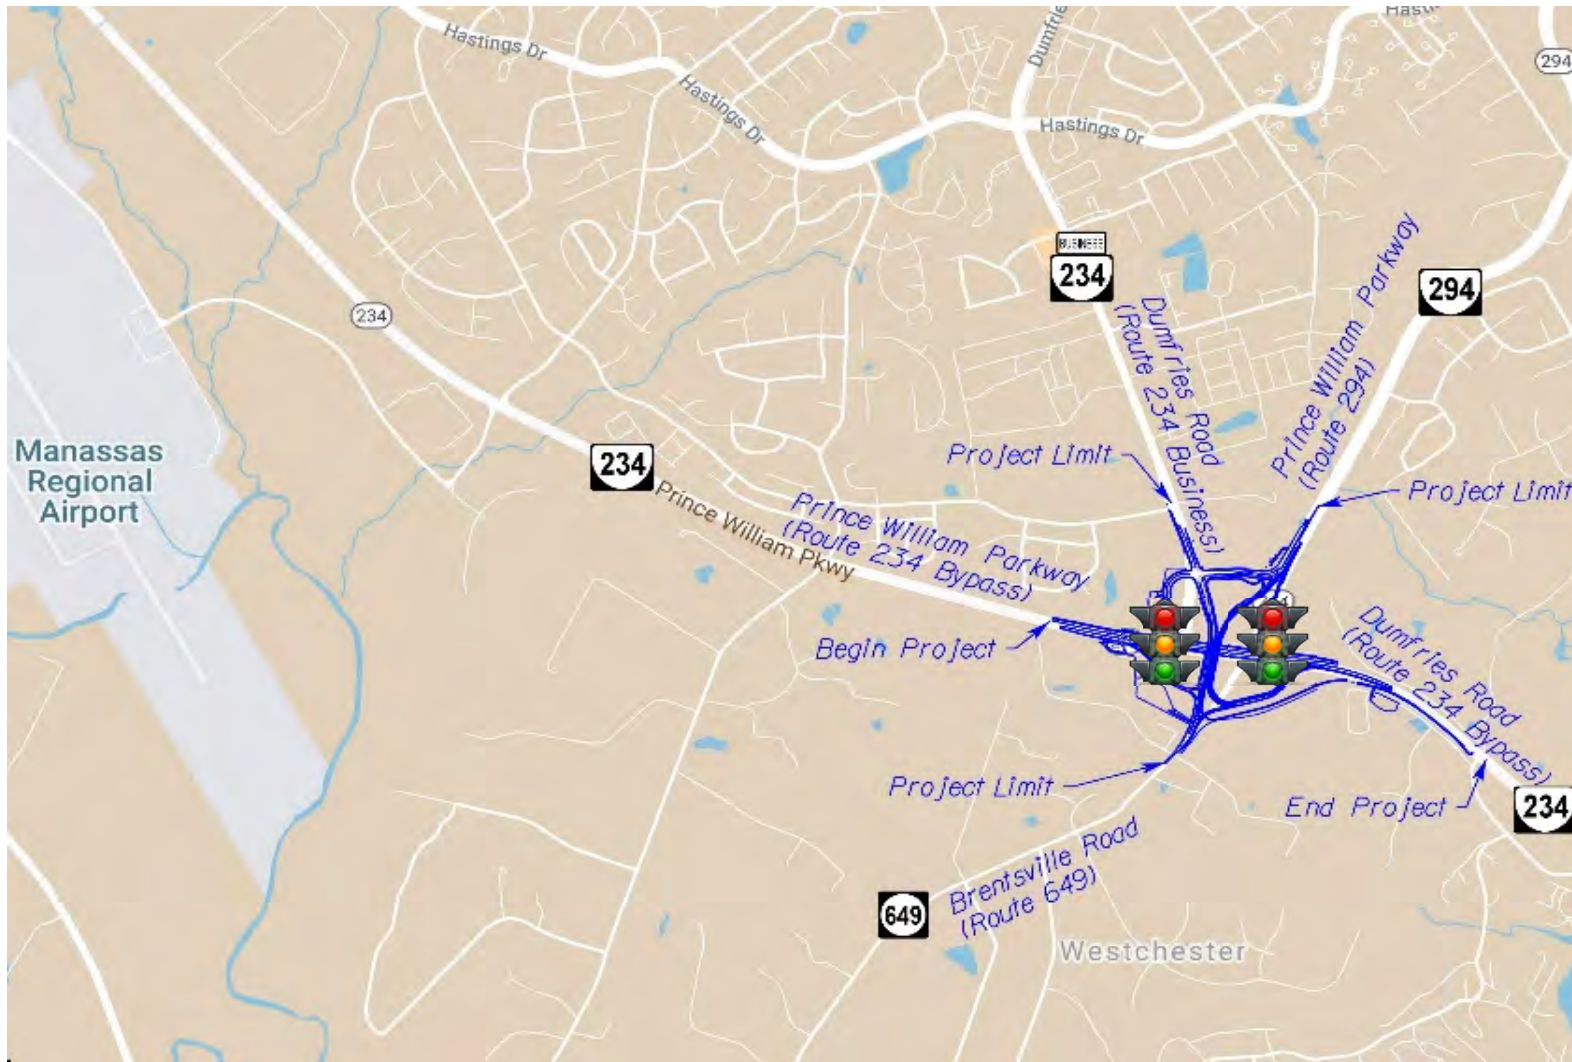 Hastings Dr
Hastings Dr
Hastings Dr
Dumfrie
Hasti
294
BUSINESS
234
294
Dumfries Road
(Route 234 Business)
Prince William Parkway
(Route 294)
234
Manassas
Regional
Airport
234
Prince William Pkwy
Prince William Parkway
(Route 234 Bypass)
Project Limit
Project Limit
Begin Project
Dumfries Road
(Route 234 Bypass)
Project Limit
End Project
234
Brentsville Road
(Route 649)
649
Westchester